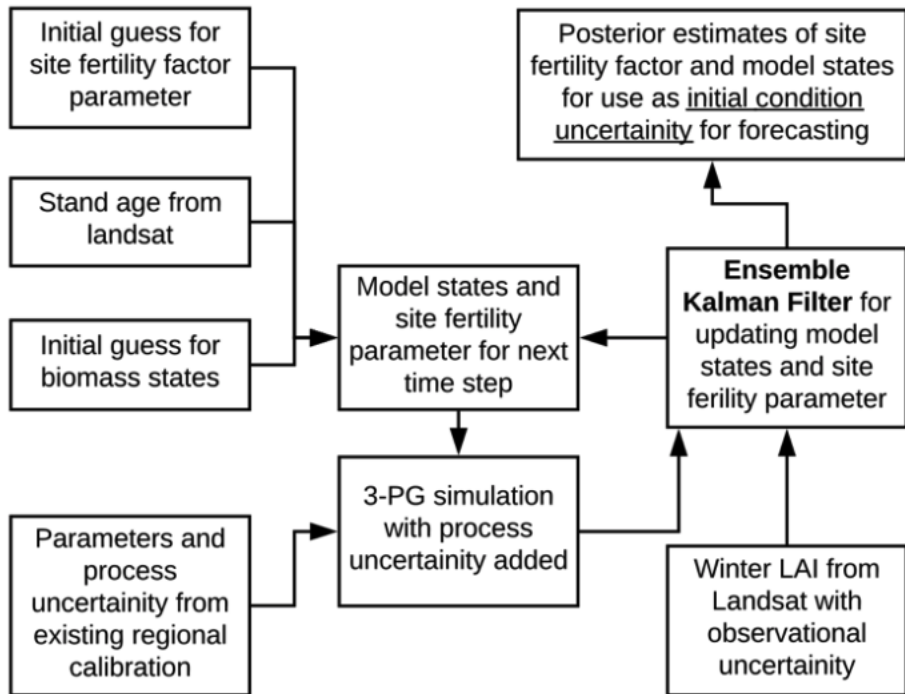 Initial guess for
site fertility factor
parameter
Posterior estimates of site
fertility factor and model states
for use as initial condition
uncertainity for forecasting
Stand age from
landsat
Initial guess for
biomass states
Model states and
site fertility
parameter for next
time step
Ensemble
Kalman Filter for
updating model
states and site
ferility parameter
3-PG simulation
with process
uncertainity added
Parameters and
process
uncertainity from
existing regional
calibration
Winter LAI from
Landsat with
observational
uncertainity